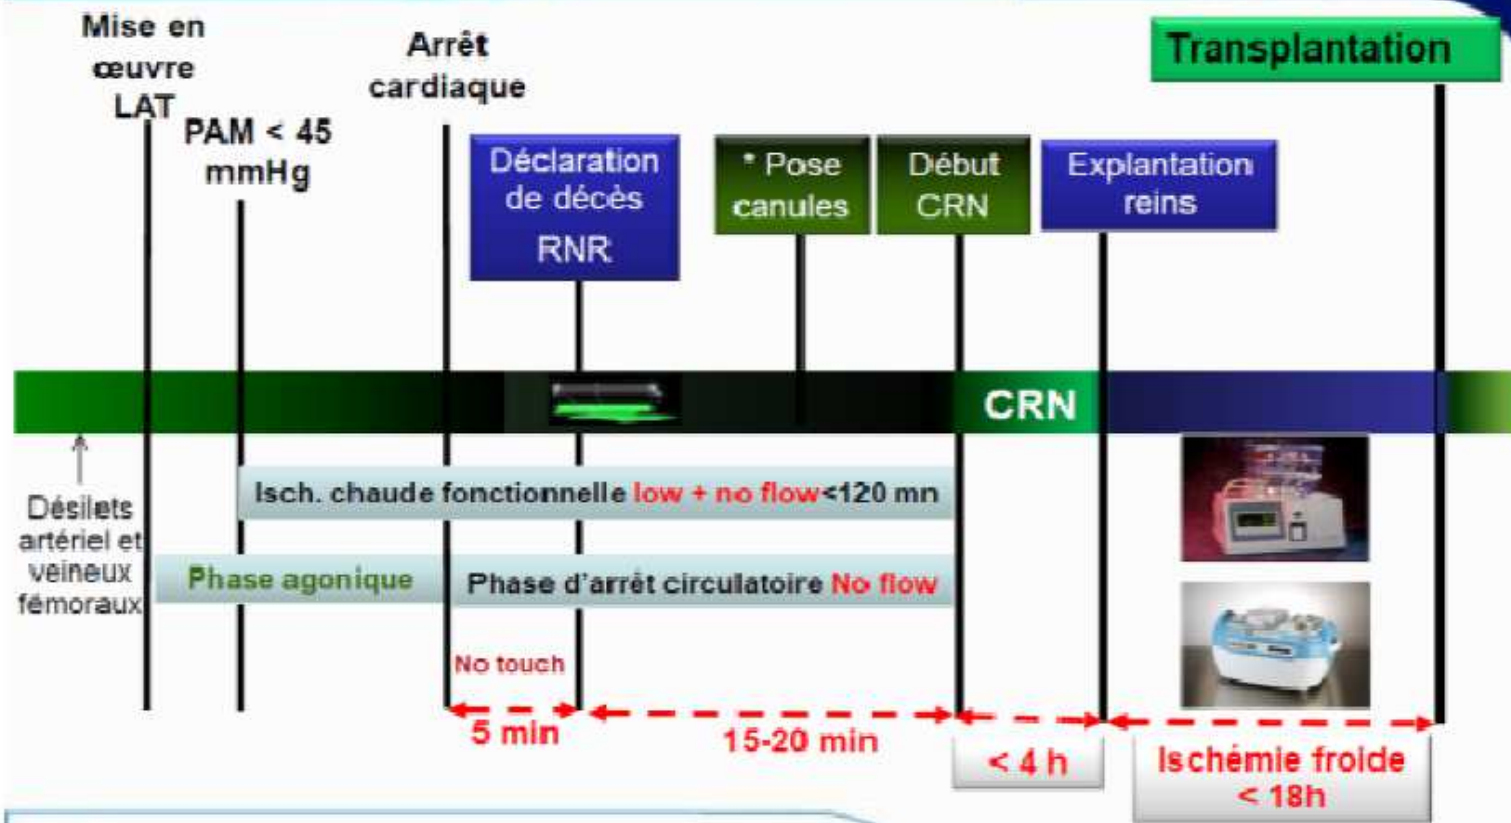 Mise en
œuvre
LAT
PAM < 45
mmHg
Arrêt
cardiaque
Déclaration
de décès
RNR
* Pose
canules
Début
CRN
Explantation
reins
Transplantation
CRN
Désilets
artériel et
veineux
fémoraux
Isch. chaude fonctionnelle low + no flow<120 mn
Phase agonique
Phase d'arrêt circulatoire No flow
No touch
5 min
15-20 min
< 4 h
Ischémie froide
< 18h